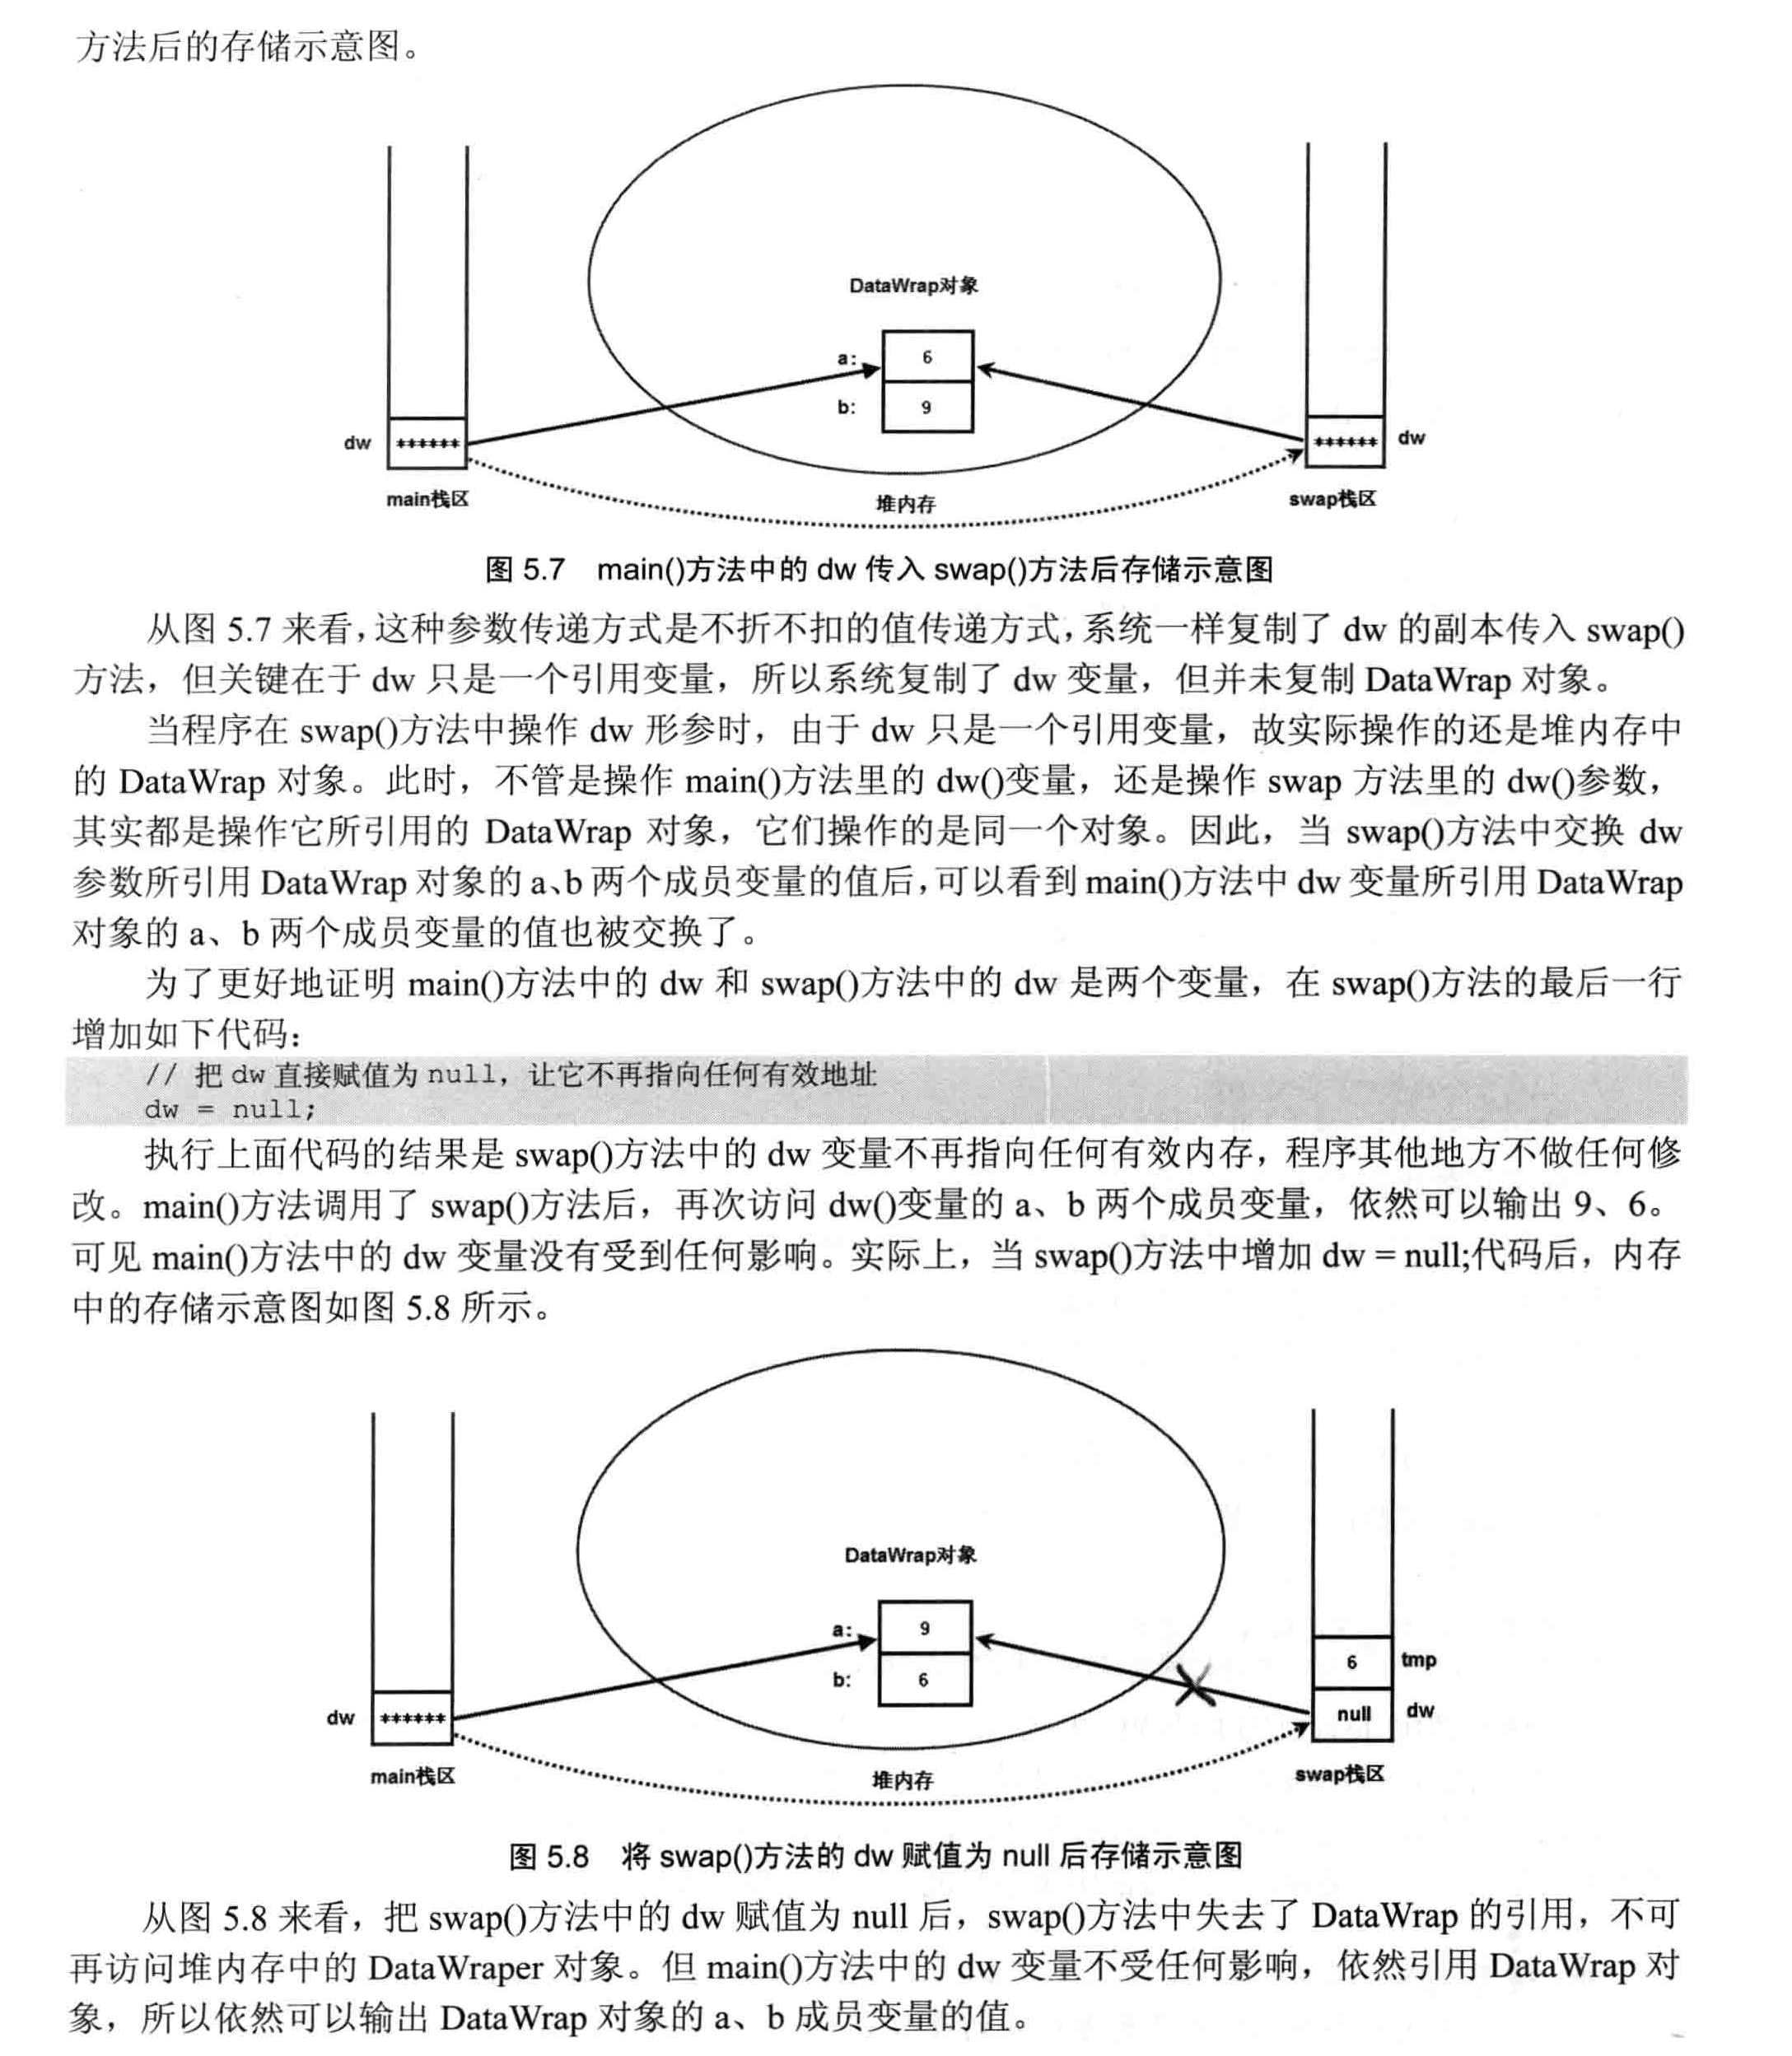 方法后的存储示意图。
DataWrap对象
a:
6
b:
9
dw
******
******
dw
main栈区
堆内存
swap栈区
图 5.7 main()方法中的 dw 传入 swap()方法后存储示意图
从图 5.7 来看，这种参数传递方式是不折不扣的值传递方式，系统一样复制了 dw 的副本传入 swap()
方法，但关键在于 dw 只是一个引用变量，所以系统复制了 dw 变量，但并未复制 DataWrap 对象。
当程序在 swap()方法中操作 dw 形参时，由于 dw 只是一个引用变量，故实际操作的还是堆内存中
的 DataWrap 对象。此时，不管是操作 main()方法里的 dw()变量，还是操作 swap 方法里的 dw()参数，
其实都是操作它所引用的 DataWrap 对象，它们操作的是同一个对象。因此，当 swap()方法中交换 dw
参数所引用 DataWrap 对象的 a、b 两个成员变量的值后，可以看到 main()方法中 dw 变量所引用 DataWrap
对象的 a、b 两个成员变量的值也被交换了。
为了更好地证明 main()方法中的 dw 和 swap()方法中的 dw 是两个变量，在 swap()方法的最后一行
增加如下代码：
// 把 dw 直接赋值为 null，让它不再指向任何有效地址
dw = null;
执行上面代码的结果是 swap()方法中的 dw 变量不再指向任何有效内存，程序其他地方不做任何修
改。main()方法调用了 swap()方法后，再次访问 dw()变量的 a、b 两个成员变量，依然可以输出 9、6。
可见 main()方法中的 dw 变量没有受到任何影响。实际上，当 swap()方法中增加 dw = null;代码后，内存
中的存储示意图如图 5.8 所示。
DataWrap对象
a:
9
b:
6
6
tmp
dw
******
null
dw
main栈区
堆内存
swap栈区
图 5.8 将 swap()方法的 dw 赋值为 null 后存储示意图
从图 5.8 来看，把 swap()方法中的 dw 赋值为 null 后，swap()方法中失去了 DataWrap 的引用，不可
再访问堆内存中的 DataWraper 对象。但 main()方法中的 dw 变量不受任何影响，依然引用 DataWrap 对
象，所以依然可以输出 DataWrap 对象的 a、b 成员变量的值。